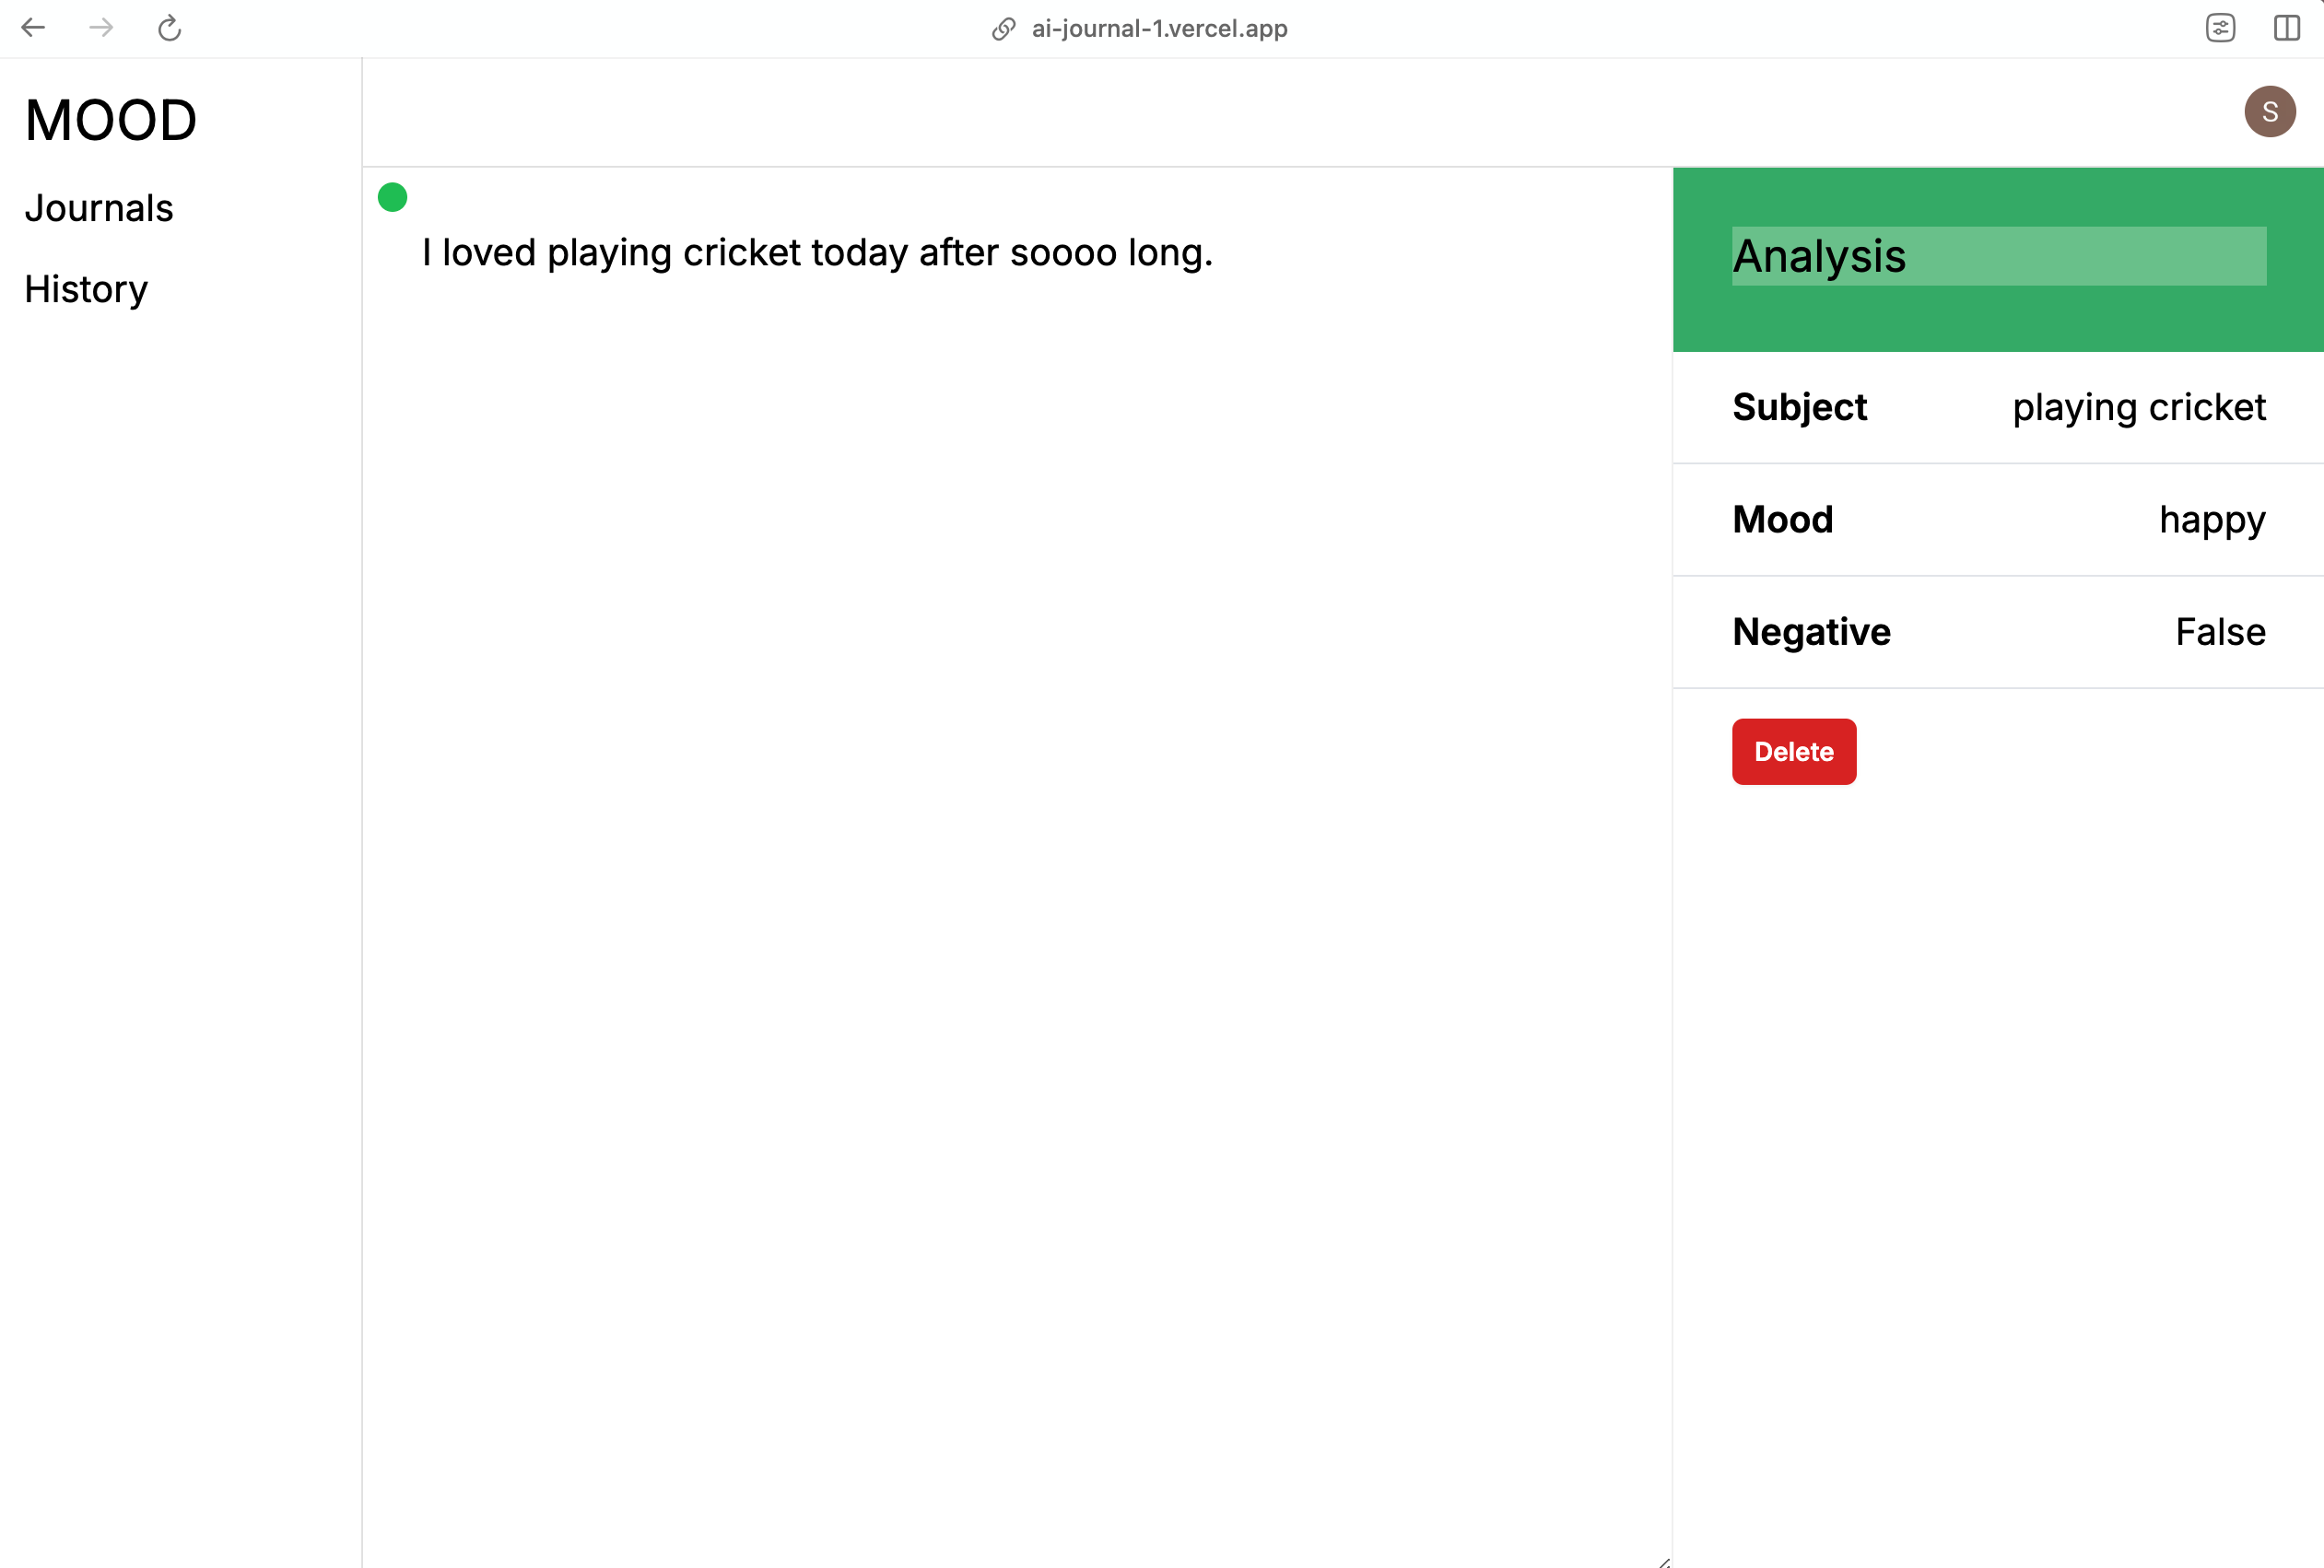 ai-journal-1.vercel.app
MOOD
Journals
History
S
I loved playing cricket today after soooo long.
Analysis
Subject playing cricket
Mood happy
Negative False
Delete